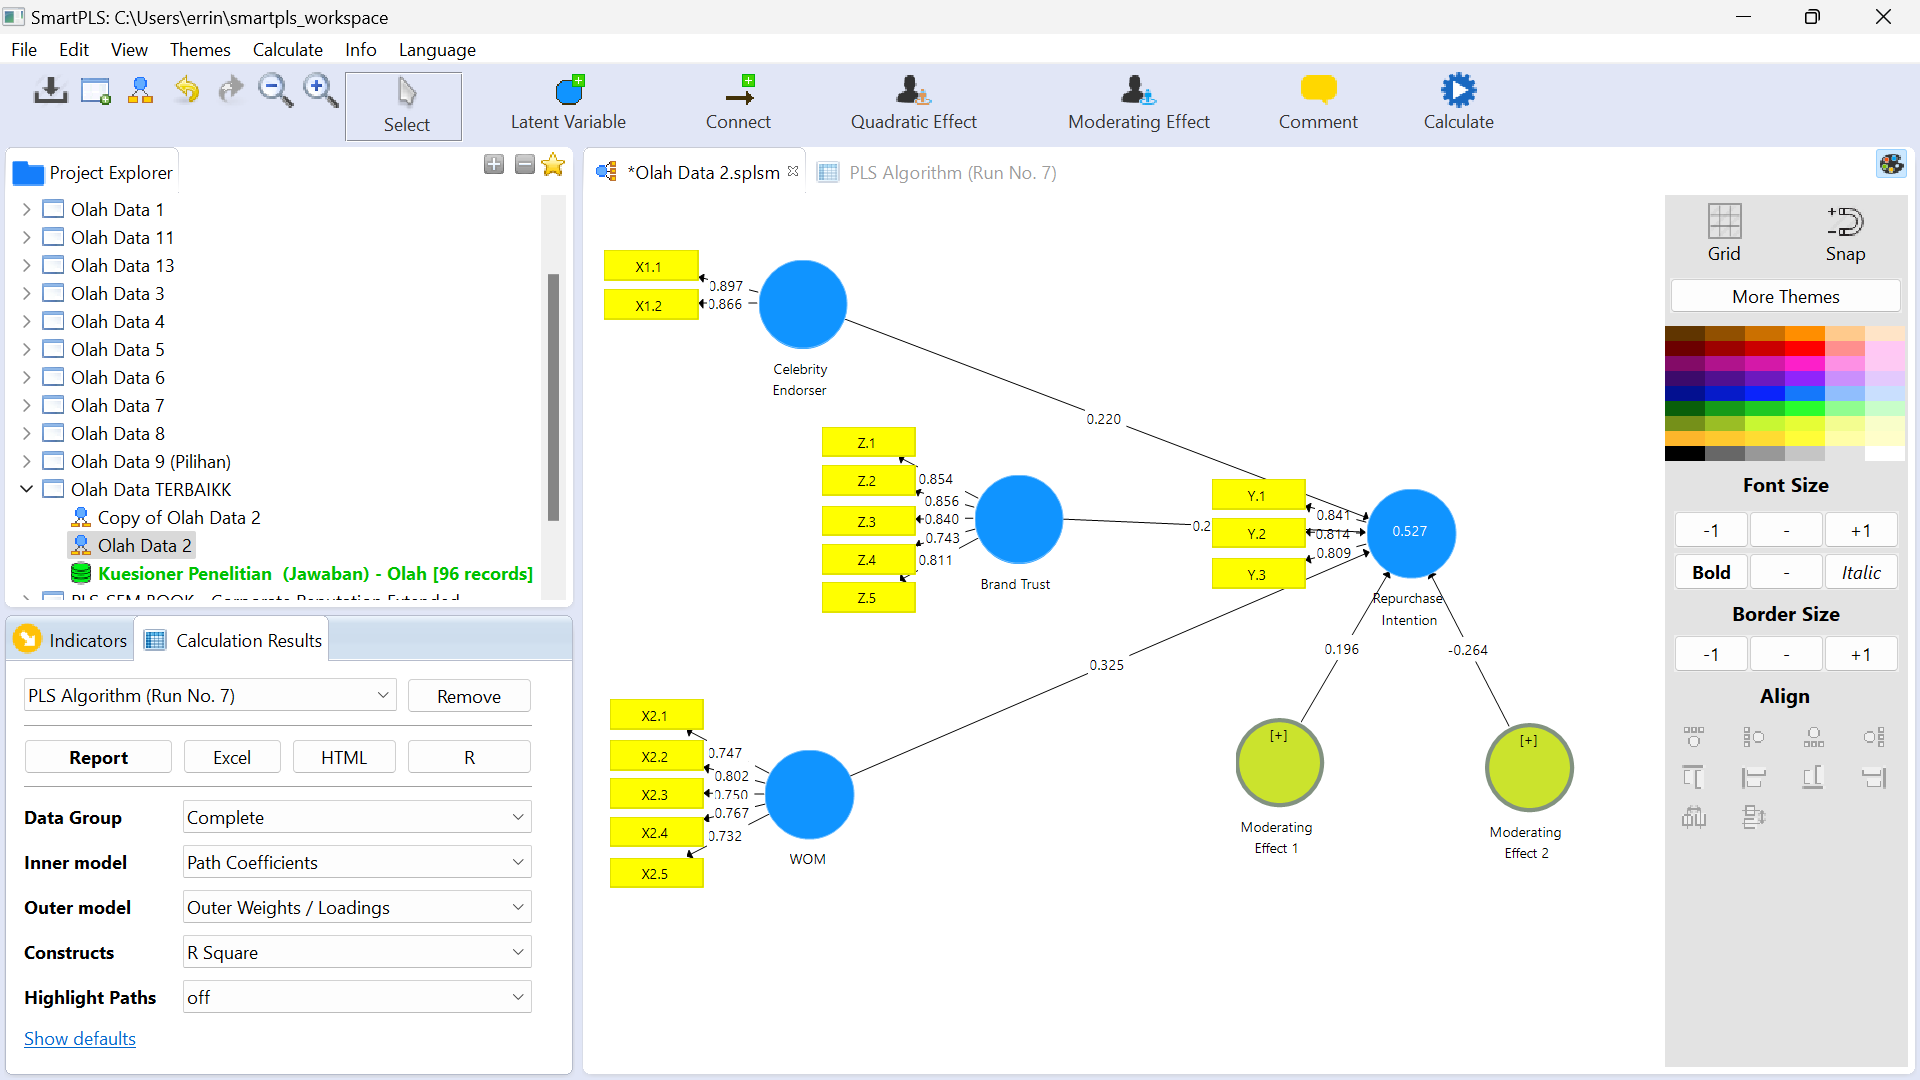 SmartPLS: C:\Users\errin\smartpls_workspace
File Edit View Themes Calculate Info Language
Select Latent Variable Connect Quadratic Effect Moderating Effect Comment Calculate
Project Explorer
Olah Data 1
Olah Data 11
Olah Data 13
Olah Data 3
Olah Data 4
Olah Data 5
Olah Data 6
Olah Data 7
Olah Data 8
Olah Data 9 (Pilihan)
Olah Data TERBAIKK
Copy of Olah Data 2
Olah Data 2
Kuesioner Penelitian (Jawaban) - Olah [96 records]
PLS-SEM BOOK - Corporate Reputation Extended
Indicators Calculation Results
PLS Algorithm (Run No. 7) Remove
Report Excel HTML R
Data Group Complete
Inner model Path Coefficients
Outer model Outer Weights / Loadings
Constructs R Square
Highlight Paths off
Show defaults
*Olah Data 2.splsm PLS Algorithm (Run No. 7)
X1.1
0.897
X1.2
0.866
Celebrity
Endorser
0.220
Z.1
Z.2
Z.3
Z.4
Z.5
0.854
0.856
0.840
0.743
0.811
Brand Trust
0.2
Y.1
Y.2
Y.3
0.841
0.814
0.809
0.527
Repurchase
Intention
0.325
0.196
-0.264
X2.1
X2.2
X2.3
X2.4
X2.5
0.747
0.802
0.750
0.767
0.732
WOM
[+]
Moderating
Effect 1
[+]
Moderating
Effect 2
Grid Snap
More Themes
Font Size
-1 - +1
Bold - Italic
Border Size
-1 - +1
Align